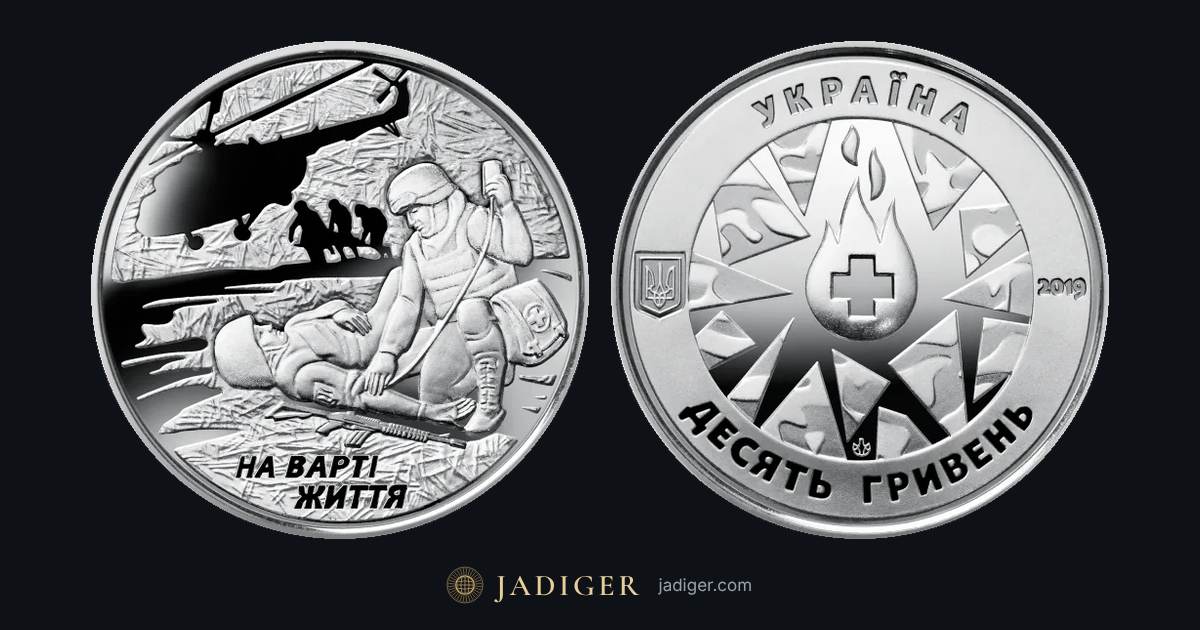 НА ВАРТІ
ЖИТТЯ
УКРАЇНА
2019
ДЕСЯТЬ ГРИВЕНЬ
JADIGER
jadiger.com